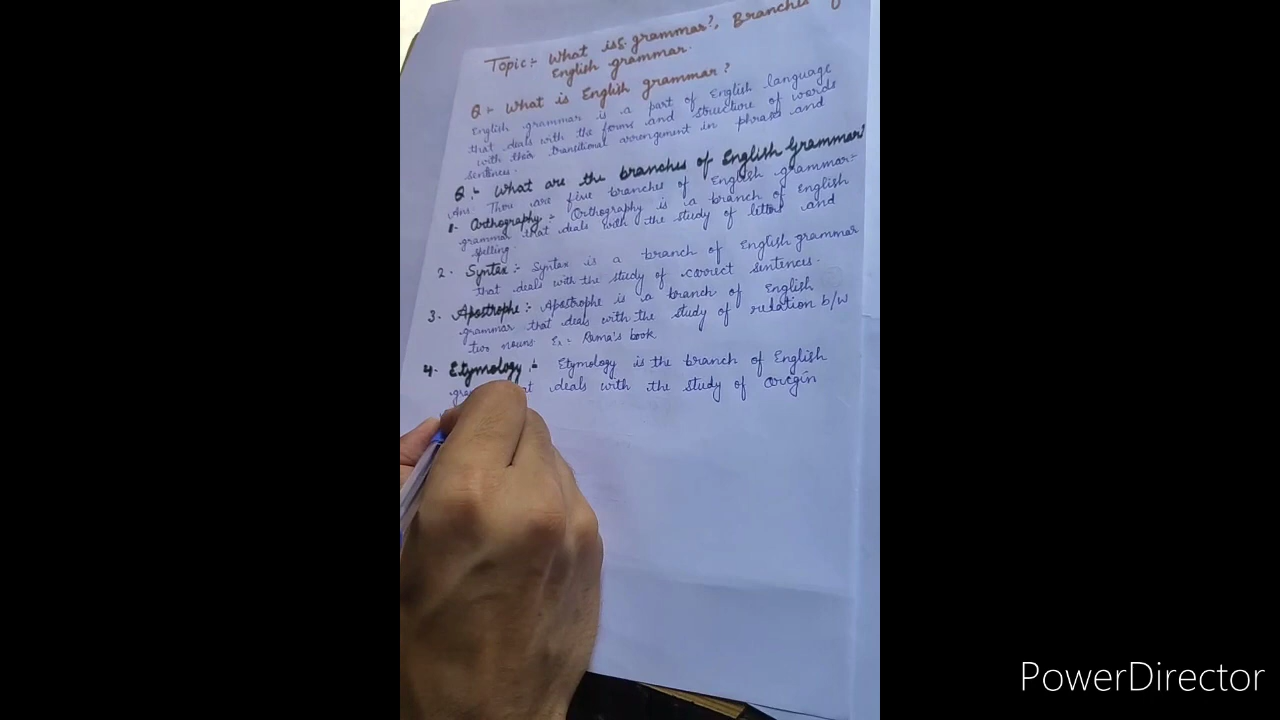 Topic:- What is grammar?, Branches of
English grammar.
Q:- What is English grammar?
English grammar is a part of English language
that deals with the forms and structure of words
with their transitional arrangement in phrases and
sentences.
Q:- What are the branches of English Grammar?
Ans: There are five branches of English grammar:-
1. Orthography:- Orthography is a branch of English
grammar that deals with the study of letter and
spelling.
2. Syntax:- Syntax is a branch of English grammar
that deals with the study of correct sentences.
3. Apostrophe:- Apostrophe is a branch of English
grammar that deals with the study of relation b/w
two nouns Ex:- Rama's book
4. Etymology:- Etymology is the branch of English
deals with the study of origin
PowerDirector